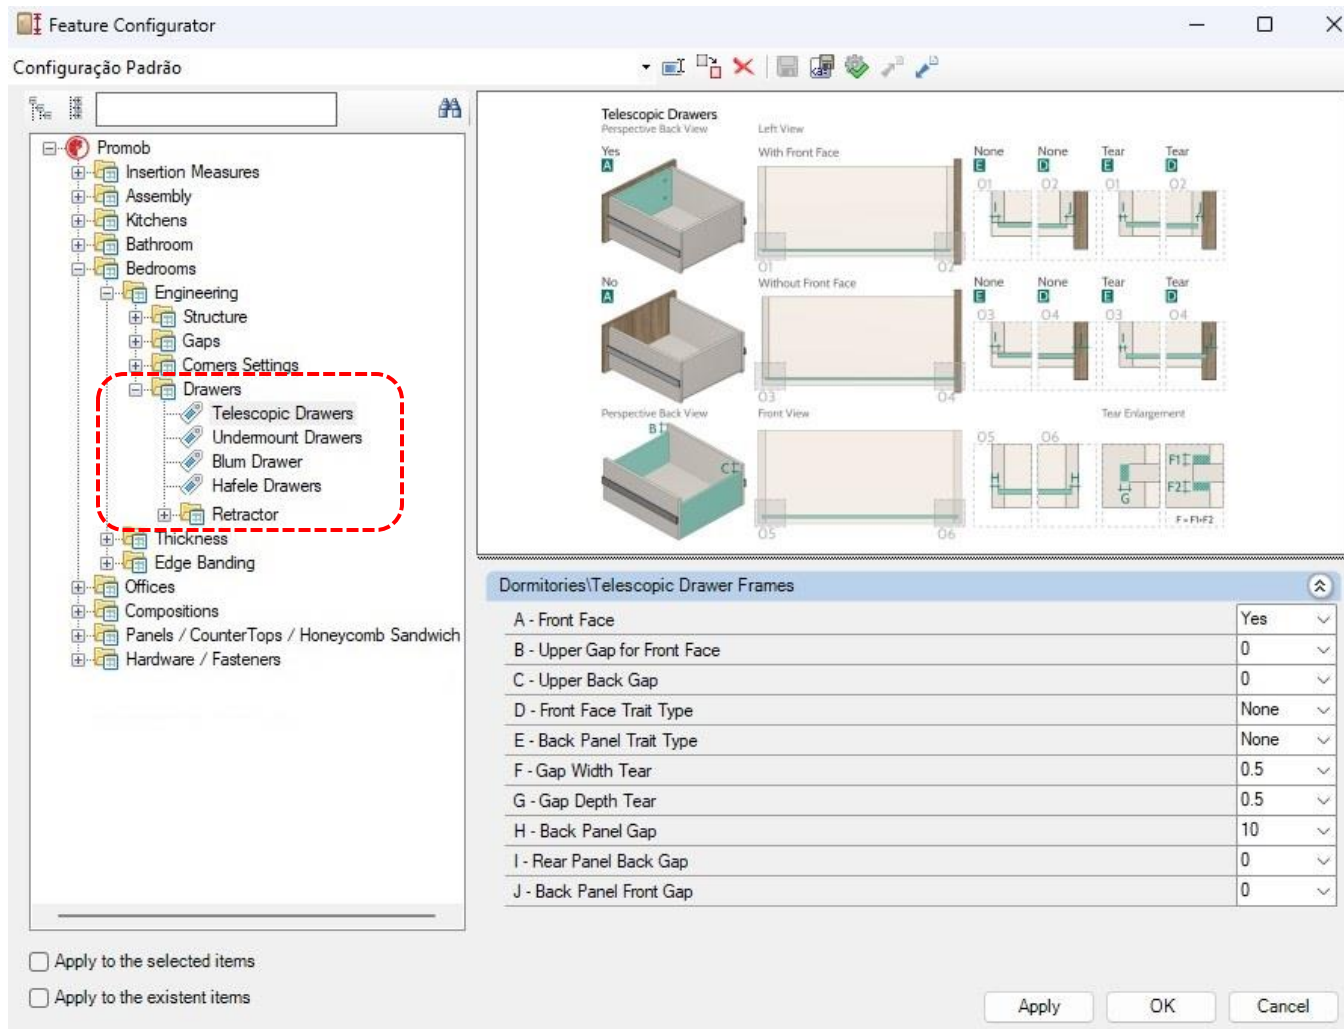 Feature Configurator
Configuração Padrão
Promob
Insertion Measures
Assembly
Kitchens
Bathroom
Bedrooms
Engineering
Structure
Gaps
Corners Settings
Drawers
Telescopic Drawers
Undermount Drawers
Blum Drawer
Hafele Drawers
Retractor
Thickness
Edge Banding
Offices
Compositions
Panels / CounterTops / Honeycomb Sandwich
Hardware / Fasteners
Telescopic Drawers
Perspective Back View Left View
Yes With Front Face None None Tear Tear
A E D E D
01 02 01 02
I J I J
01 02
No Without Front Face None None Tear Tear
A E D E D
03 04 03 04
I I
03 04
Perspective Back View Front View Tear Enlargement
B 05 06
C H H G F1
F2
05 06 F = F1+F2
Dormitories\Telescopic Drawer Frames
A - Front Face Yes
B - Upper Gap for Front Face 0
C - Upper Back Gap 0
D - Front Face Trait Type None
E - Back Panel Trait Type None
F - Gap Width Tear 0.5
G - Gap Depth Tear 0.5
H - Back Panel Gap 10
I - Rear Panel Back Gap 0
J - Back Panel Front Gap 0
Apply to the selected items
Apply to the existent items
Apply OK Cancel